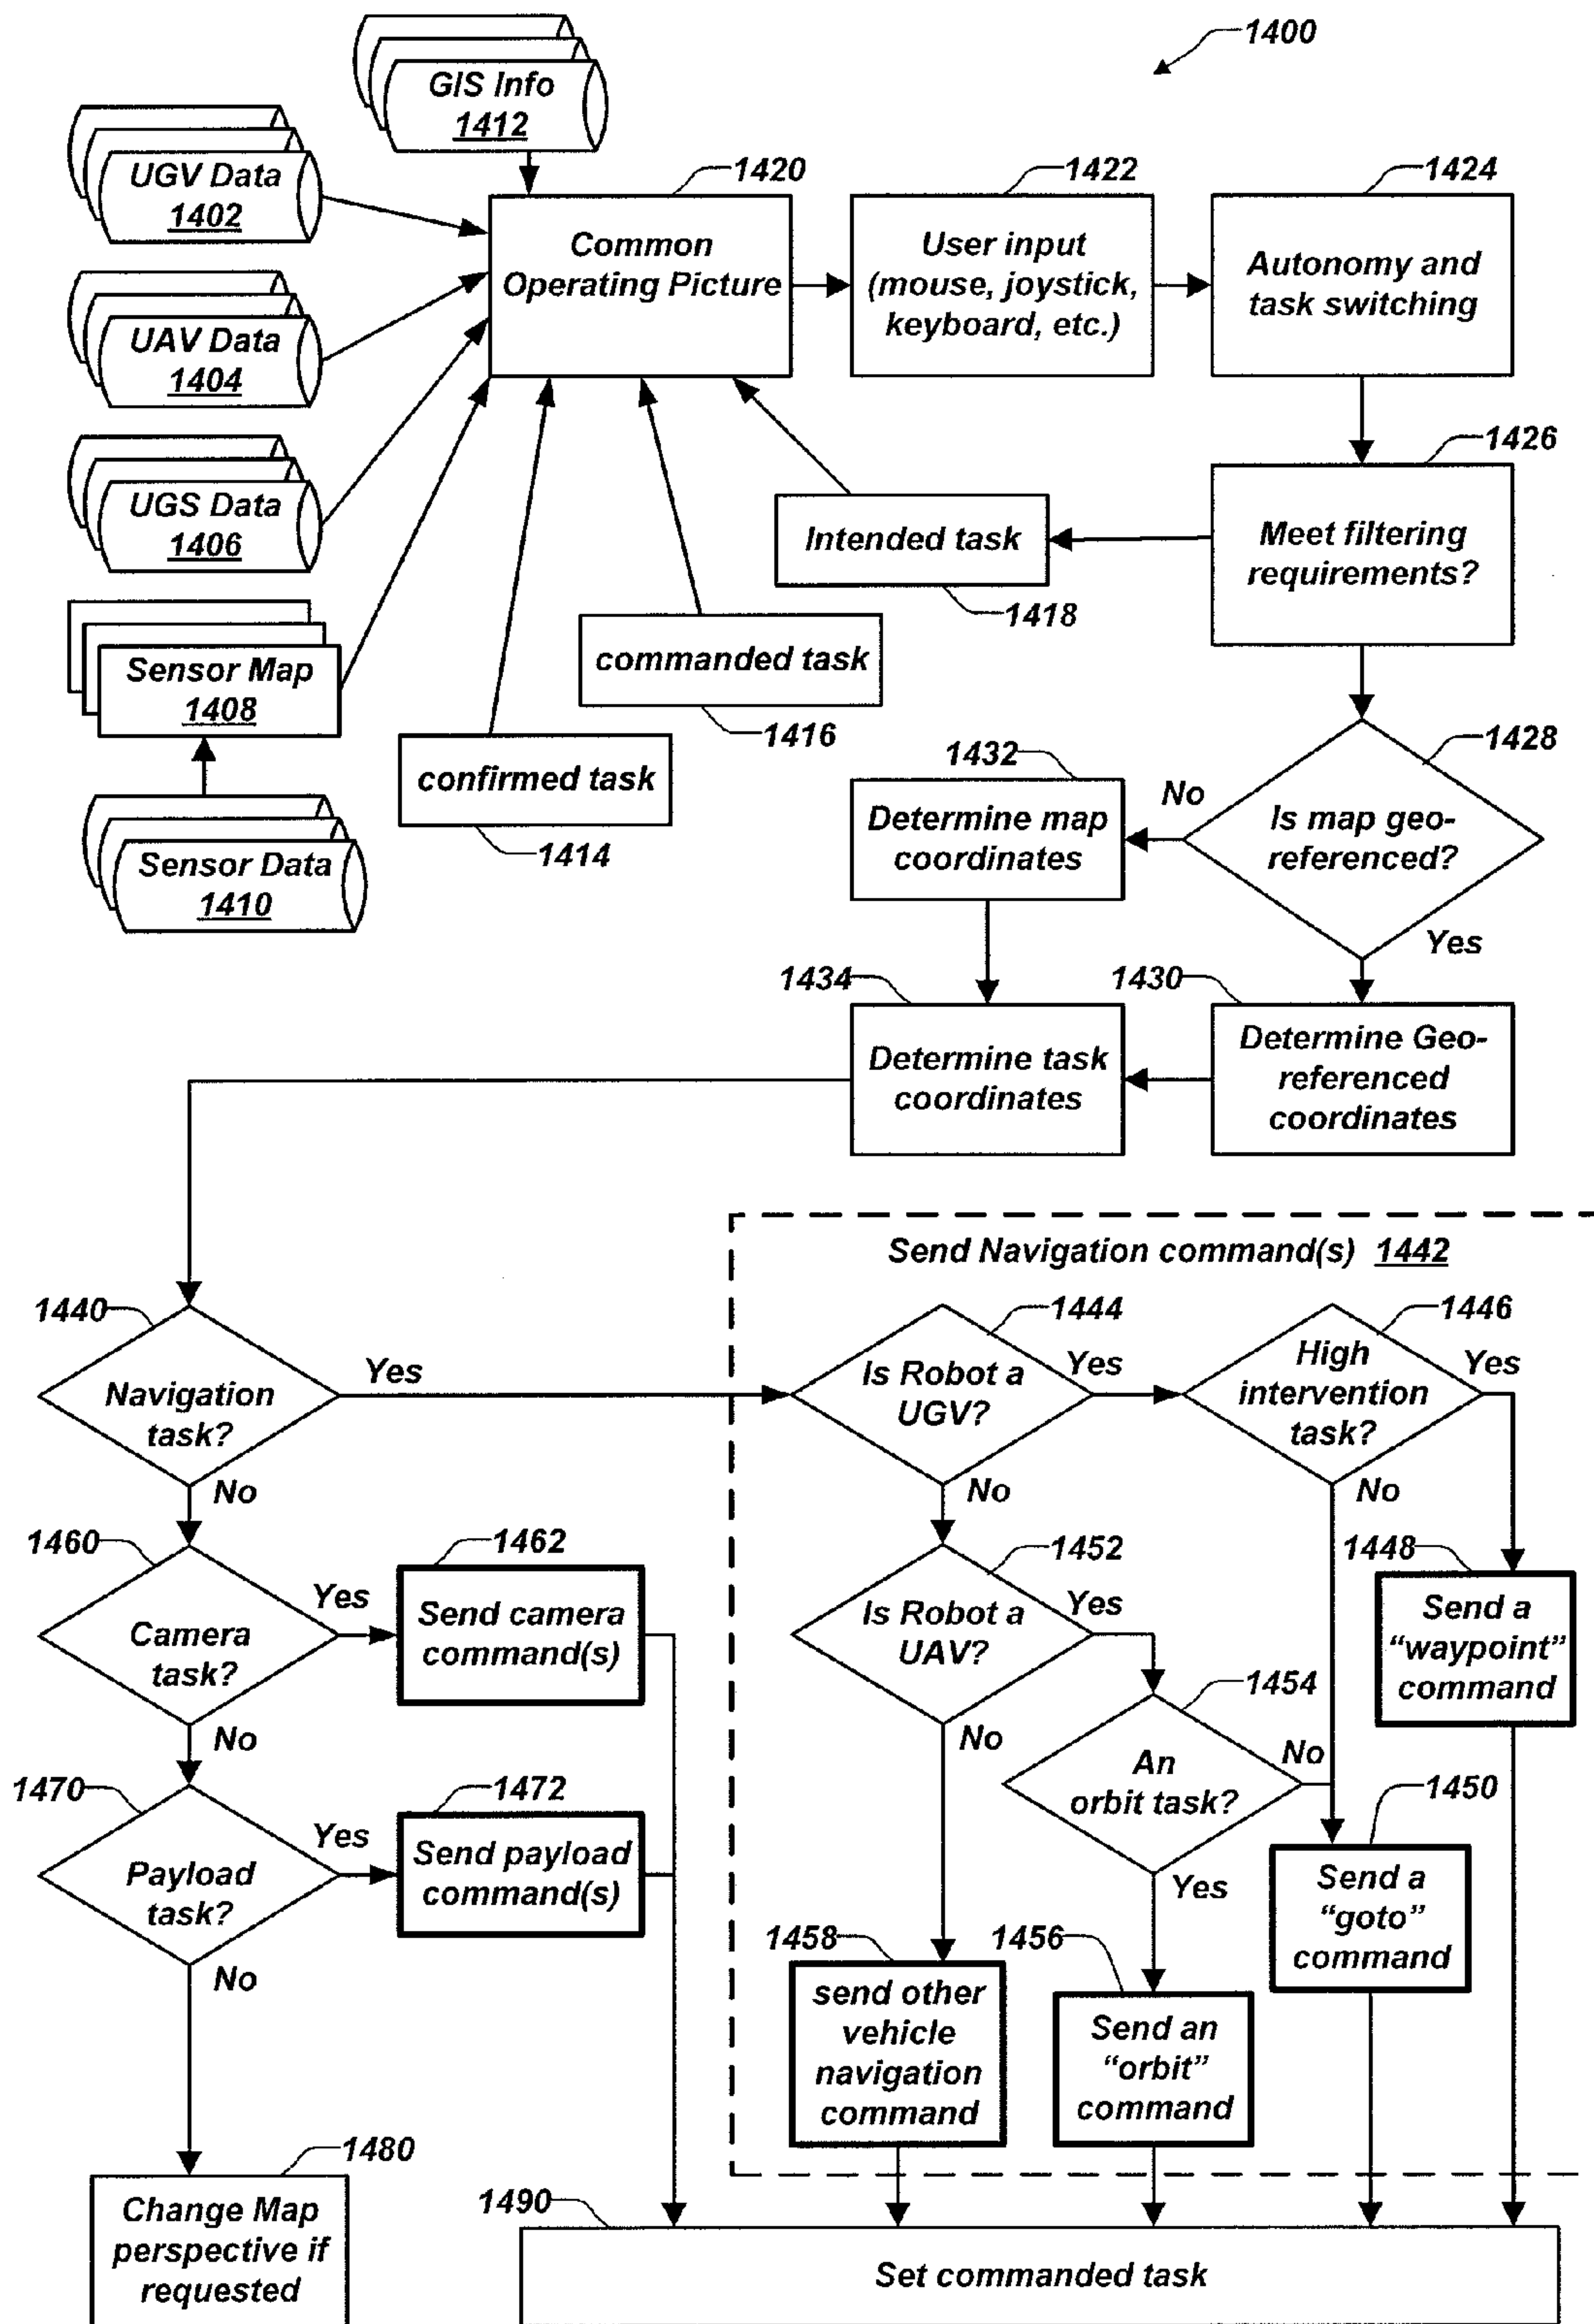 1400
GIS Info
1412
UGV Data
1402
1420
Common
Operating Picture
1422
User input
(mouse, joystick,
keyboard, etc.)
1424
Autonomy and
task switching
UAV Data
1404
1426
Meet filtering
requirements?
UGS Data
1406
Intended task
1418
commanded task
1416
Sensor Map
1408
confirmed task
1414
Sensor Data
1410
1428
Is map geo-
referenced?
No
Yes
1432
Determine map
coordinates
1434
Determine task
coordinates
1430
Determine Geo-
referenced
coordinates
Send Navigation command(s) 1442
1440
Navigation
task?
Yes
No
1444
Is Robot a
UGV?
Yes
No
1446
High
intervention
task?
Yes
No
1460
Camera
task?
Yes
No
1462
Send camera
command(s)
1452
Is Robot a
UAV?
Yes
No
1448
Send a
“waypoint”
command
1454
An
orbit task?
No
Yes
1470
Payload
task?
Yes
No
1472
Send payload
command(s)
1450
Send a
“goto”
command
1458
send other
vehicle
navigation
command
1456
Send an
“orbit”
command
1480
Change Map
perspective if
requested
1490
Set commanded task